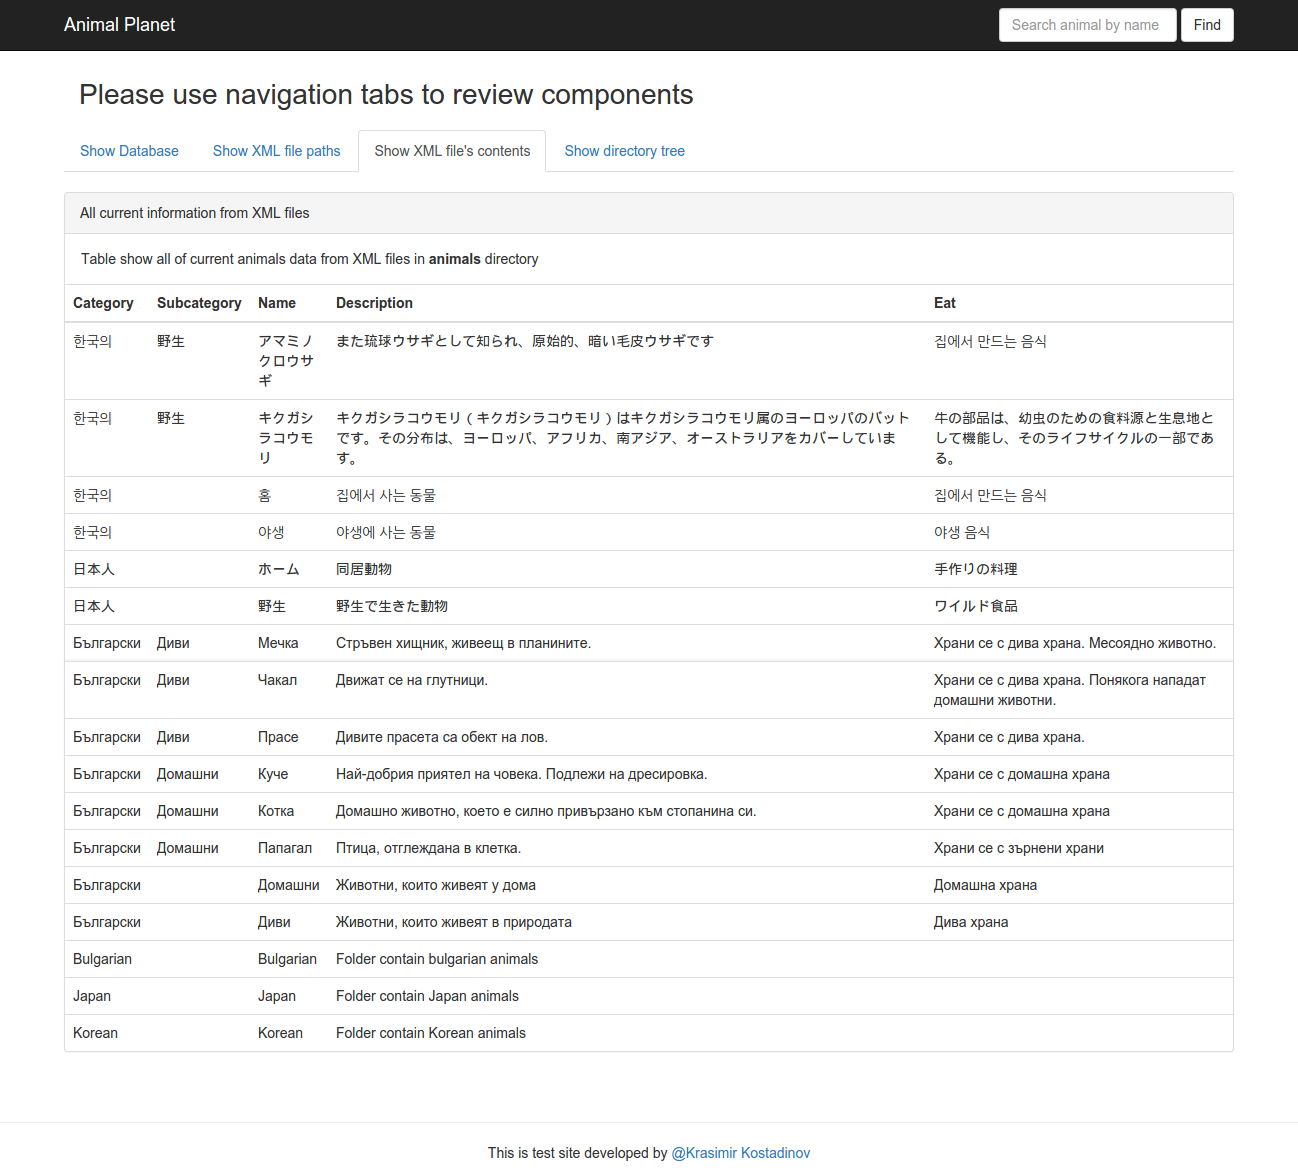 Animal Planet
Search animal by name Find
Please use navigation tabs to review components
Show Database Show XML file paths Show XML file's contents Show directory tree
All current information from XML files
Table show all of current animals data from XML files in animals directory
Category Subcategory Name Description Eat
한국의 野生 アマミノ また琉球ウサギとして知られ、原始的、暗い毛皮ウサギです 집에서 만드는 음식
クロウサ
ギ
한국의 野生 キクガシ キクガシラコウモリ ( キクガシラコウモリ ) はキクガシラコウモリ属のヨーロッパのバット 牛の部品は、幼虫のための食料源と生息地と
ラコウモ です。その分布は、ヨーロッパ、アフリカ、南アジア、オーストラリアをカバーしていま して機能し、そのライフサイクルの一部であ
リ す。 る。
한국의 홈 집에서 사는 동물 집에서 만드는 음식
한국의 야생 야생에 사는 동물 야생 음식
日本人 ホーム 同居動物 手作りの料理
日本人 野生 野生で生きた動物 ワイルド食品
Български Диви Мечка Стръвен хищник, живеещ в планините. Храни се с дива храна. Месоядно животно.
Български Диви Чакал Движат се на глутници. Храни се с дива храна. Понякога нападат
домашни животни.
Български Диви Прасе Дивите прасета са обект на лов. Храни се с дива храна.
Български Домашни Куче Най-добрия приятел на човека. Подлежи на дресировка. Храни се с домашна храна
Български Домашни Котка Домашно животно, което е силно привързано към стопанина си. Храни се с домашна храна
Български Домашни Папагал Птица, отглеждана в клетка. Храни се с зърнени храни
Български Домашни Животни, които живеят у дома Домашна храна
Български Диви Животни, които живеят в природата Дива храна
Bulgarian Bulgarian Folder contain bulgarian animals
Japan Japan Folder contain Japan animals
Korean Korean Folder contain Korean animals
This is test site developed by @Krasimir Kostadinov